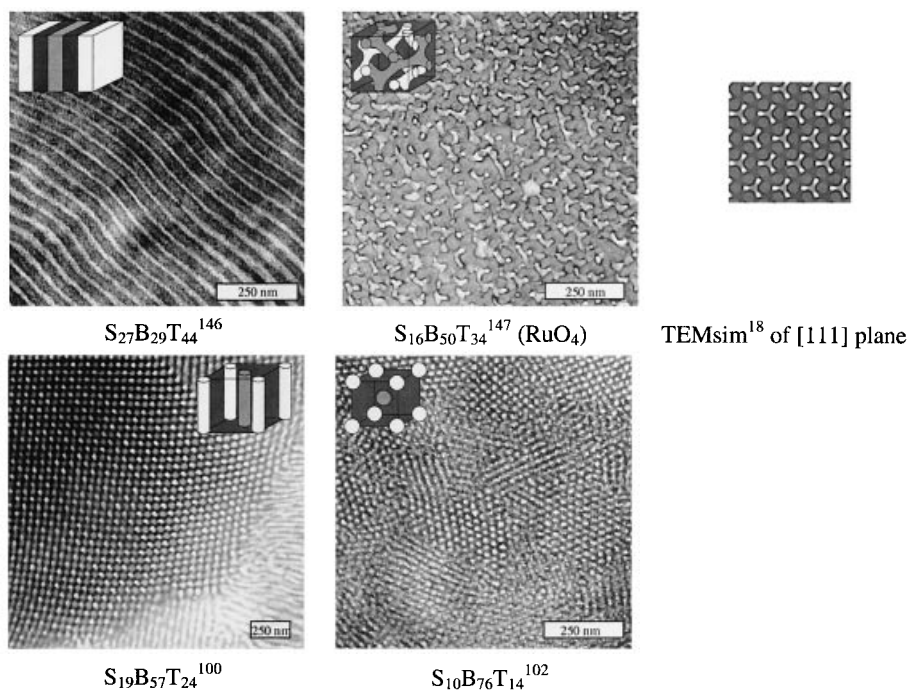 250 nm
250 nm
S₂₇B₂₉T₄₄¹⁴⁶
S₁₆B₅₀T₃₄¹⁴⁷ (RuO₄)
TEMsim¹⁸ of [111] plane
250 nm
250 nm
S₁₉B₅₇T₂₄¹⁰⁰
S₁₀B₇₆T₁₄¹⁰²